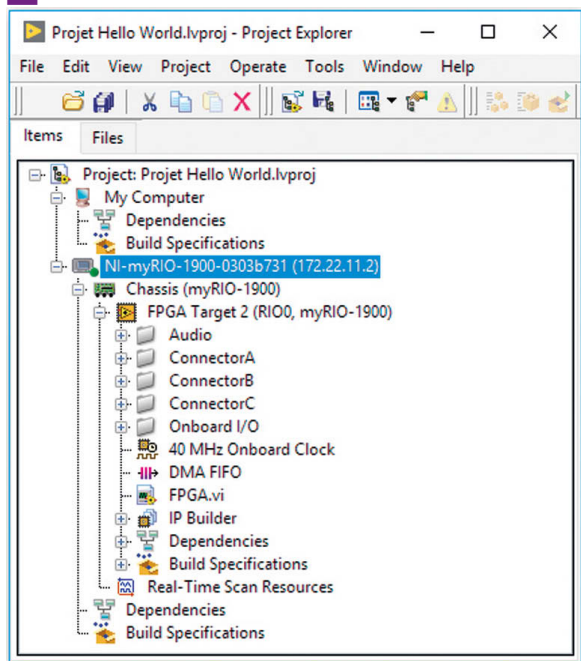 Projet Hello World.lvproj - Project Explorer
File Edit View Project Operate Tools Window Help
Items Files
Project: Projet Hello World.lvproj
My Computer
Dependencies
Build Specifications
NI-myRIO-1900-0303b731 (172.22.11.2)
Chassis (myRIO-1900)
FPGA Target 2 (RIO0, myRIO-1900)
Audio
ConnectorA
ConnectorB
ConnectorC
Onboard I/O
40 MHz Onboard Clock
DMA FIFO
FPGA.vi
IP Builder
Dependencies
Build Specifications
Real-Time Scan Resources
Dependencies
Build Specifications